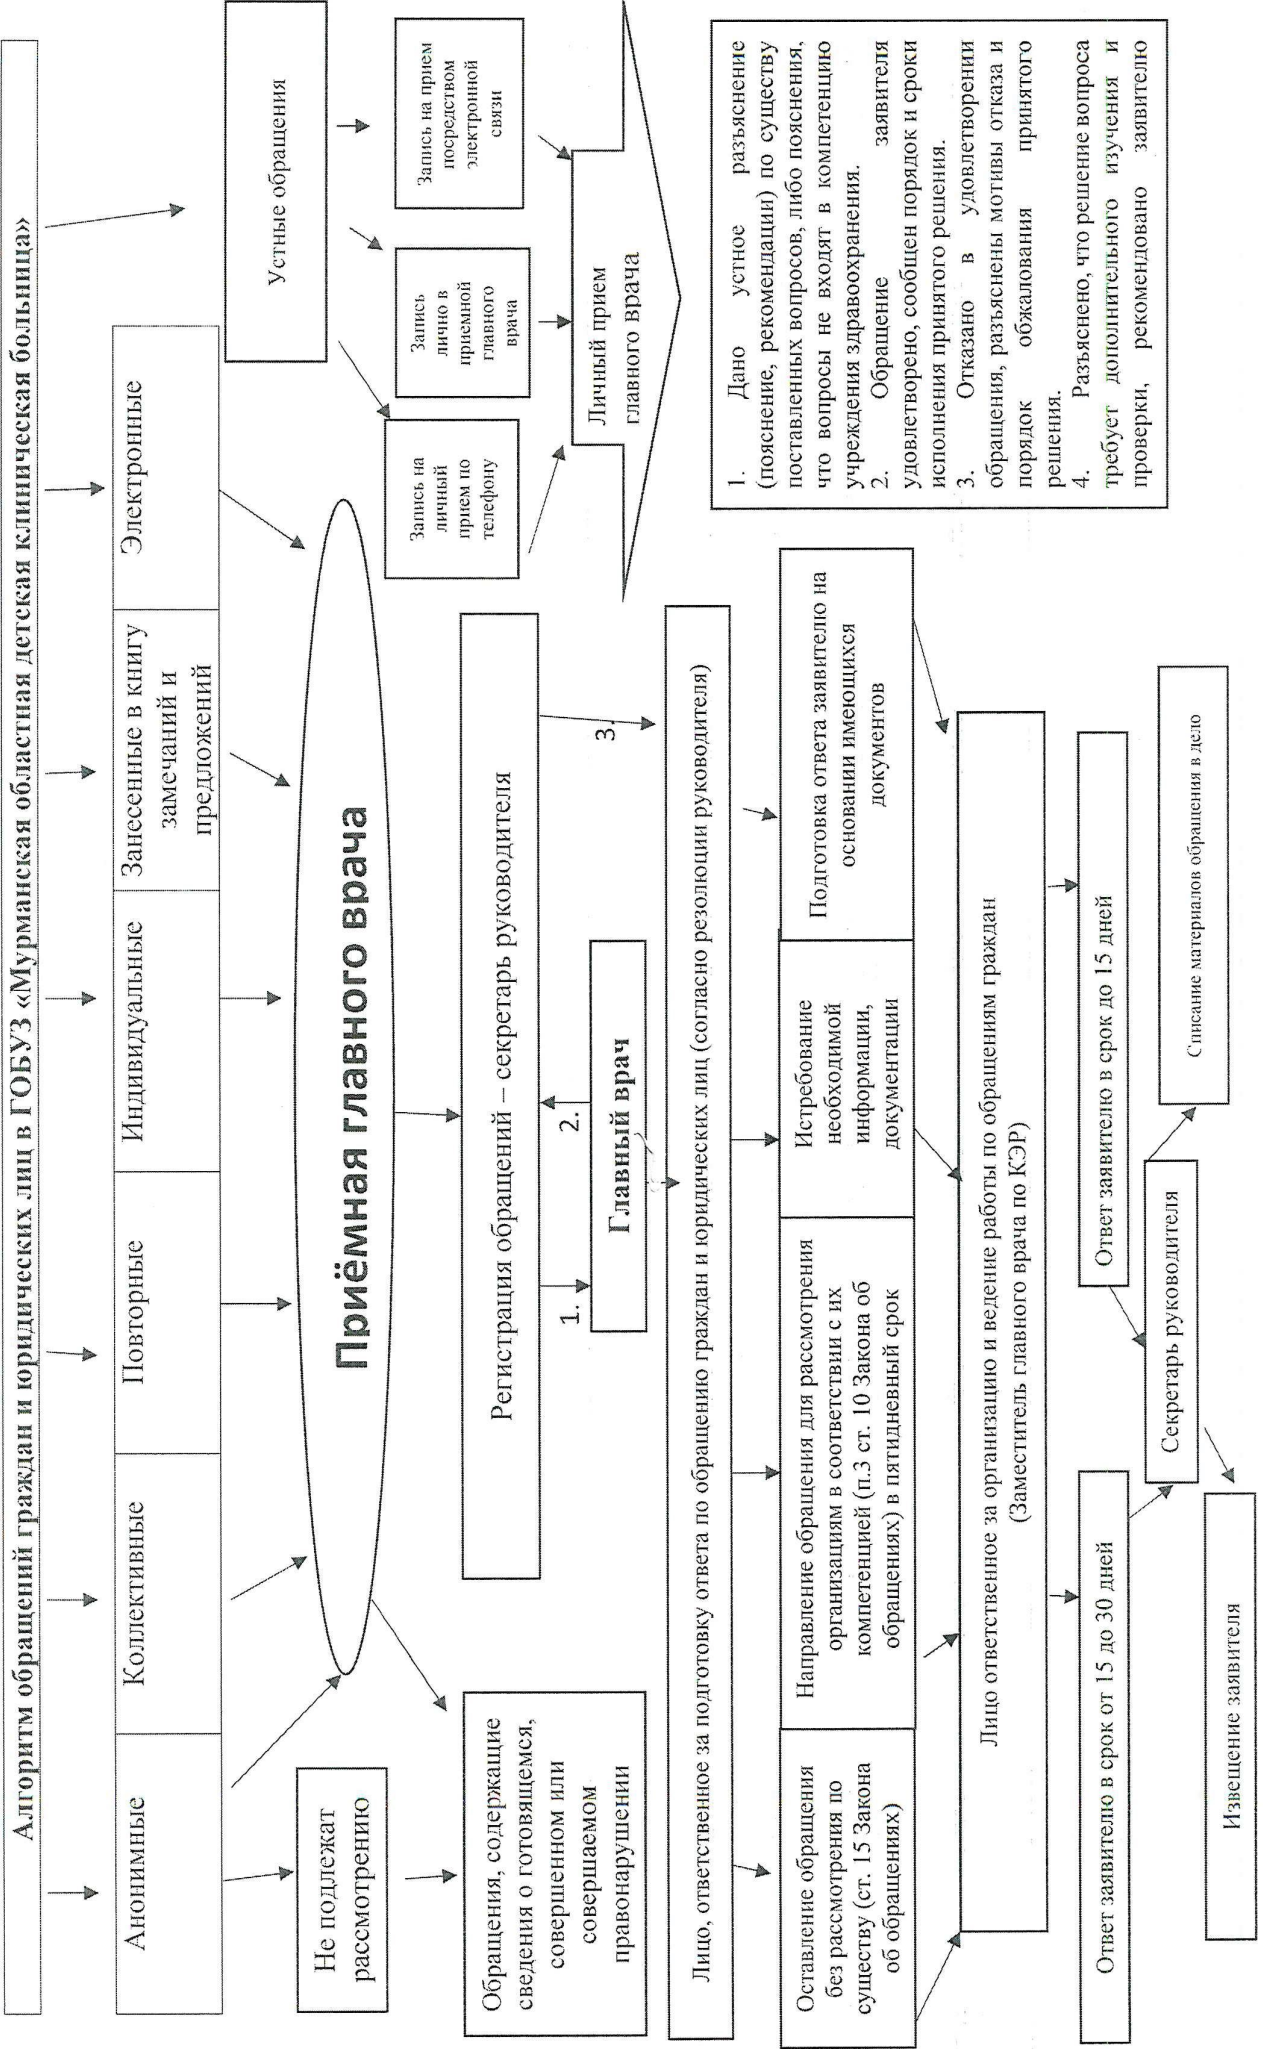 Алгоритм обращений граждан и юридических лиц в ГОБУЗ «Мурманская областная детская клиническая больница»
Анонимные
Коллективные
Повторные
Индивидуальные
Занесенные в книгу
замечаний и
предложений
Электронные
Устные обращения
Не подлежат
рассмотрению
Приёмная главного врача
Запись на
личный
прием по
телефону
Запись
лично в
приемной
главного
врача
Запись на прием
посредством
электронной
связи
Обращения, содержащие
сведения о готовящемся,
совершенном или
совершаемом
правонарушении
Регистрация обращений – секретарь руководителя
1.
2.
3.
Главный врач
Личный прием
главного врача
Лицо, ответственное за подготовку ответа по обращению граждан и юридических лиц (согласно резолюции руководителя)
Оставление обращения
без рассмотрения по
существу (ст. 15 Закона
об обращениях)
Направление обращения для рассмотрения
организациям в соответствии с их
компетенцией (п.3 ст. 10 Закона об
обращениях) в пятидневный срок
Истребование
необходимой
информации,
документации
Подготовка ответа заявителю на
основании имеющихся
документов
1. Дано устное разъяснение
(пояснение, рекомендации) по существу
поставленных вопросов, либо пояснения,
что вопросы не входят в компетенцию
учреждения здравоохранения.
2. Обращение заявителя
удовлетворено, сообщен порядок и сроки
исполнения принятого решения.
3. Отказано в удовлетворении
обращения, разъяснены мотивы отказа и
порядок обжалования принятого
решения.
4. Разъяснено, что решение вопроса
требует дополнительного изучения и
проверки, рекомендовано заявителю
Лицо ответственное за организацию и ведение работы по обращениям граждан
(Заместитель главного врача по КЭР)
Ответ заявителю в срок от 15 до 30 дней
Ответ заявителю в срок до 15 дней
Секретарь руководителя
Списание материалов обращения в дело
Извещение заявителя